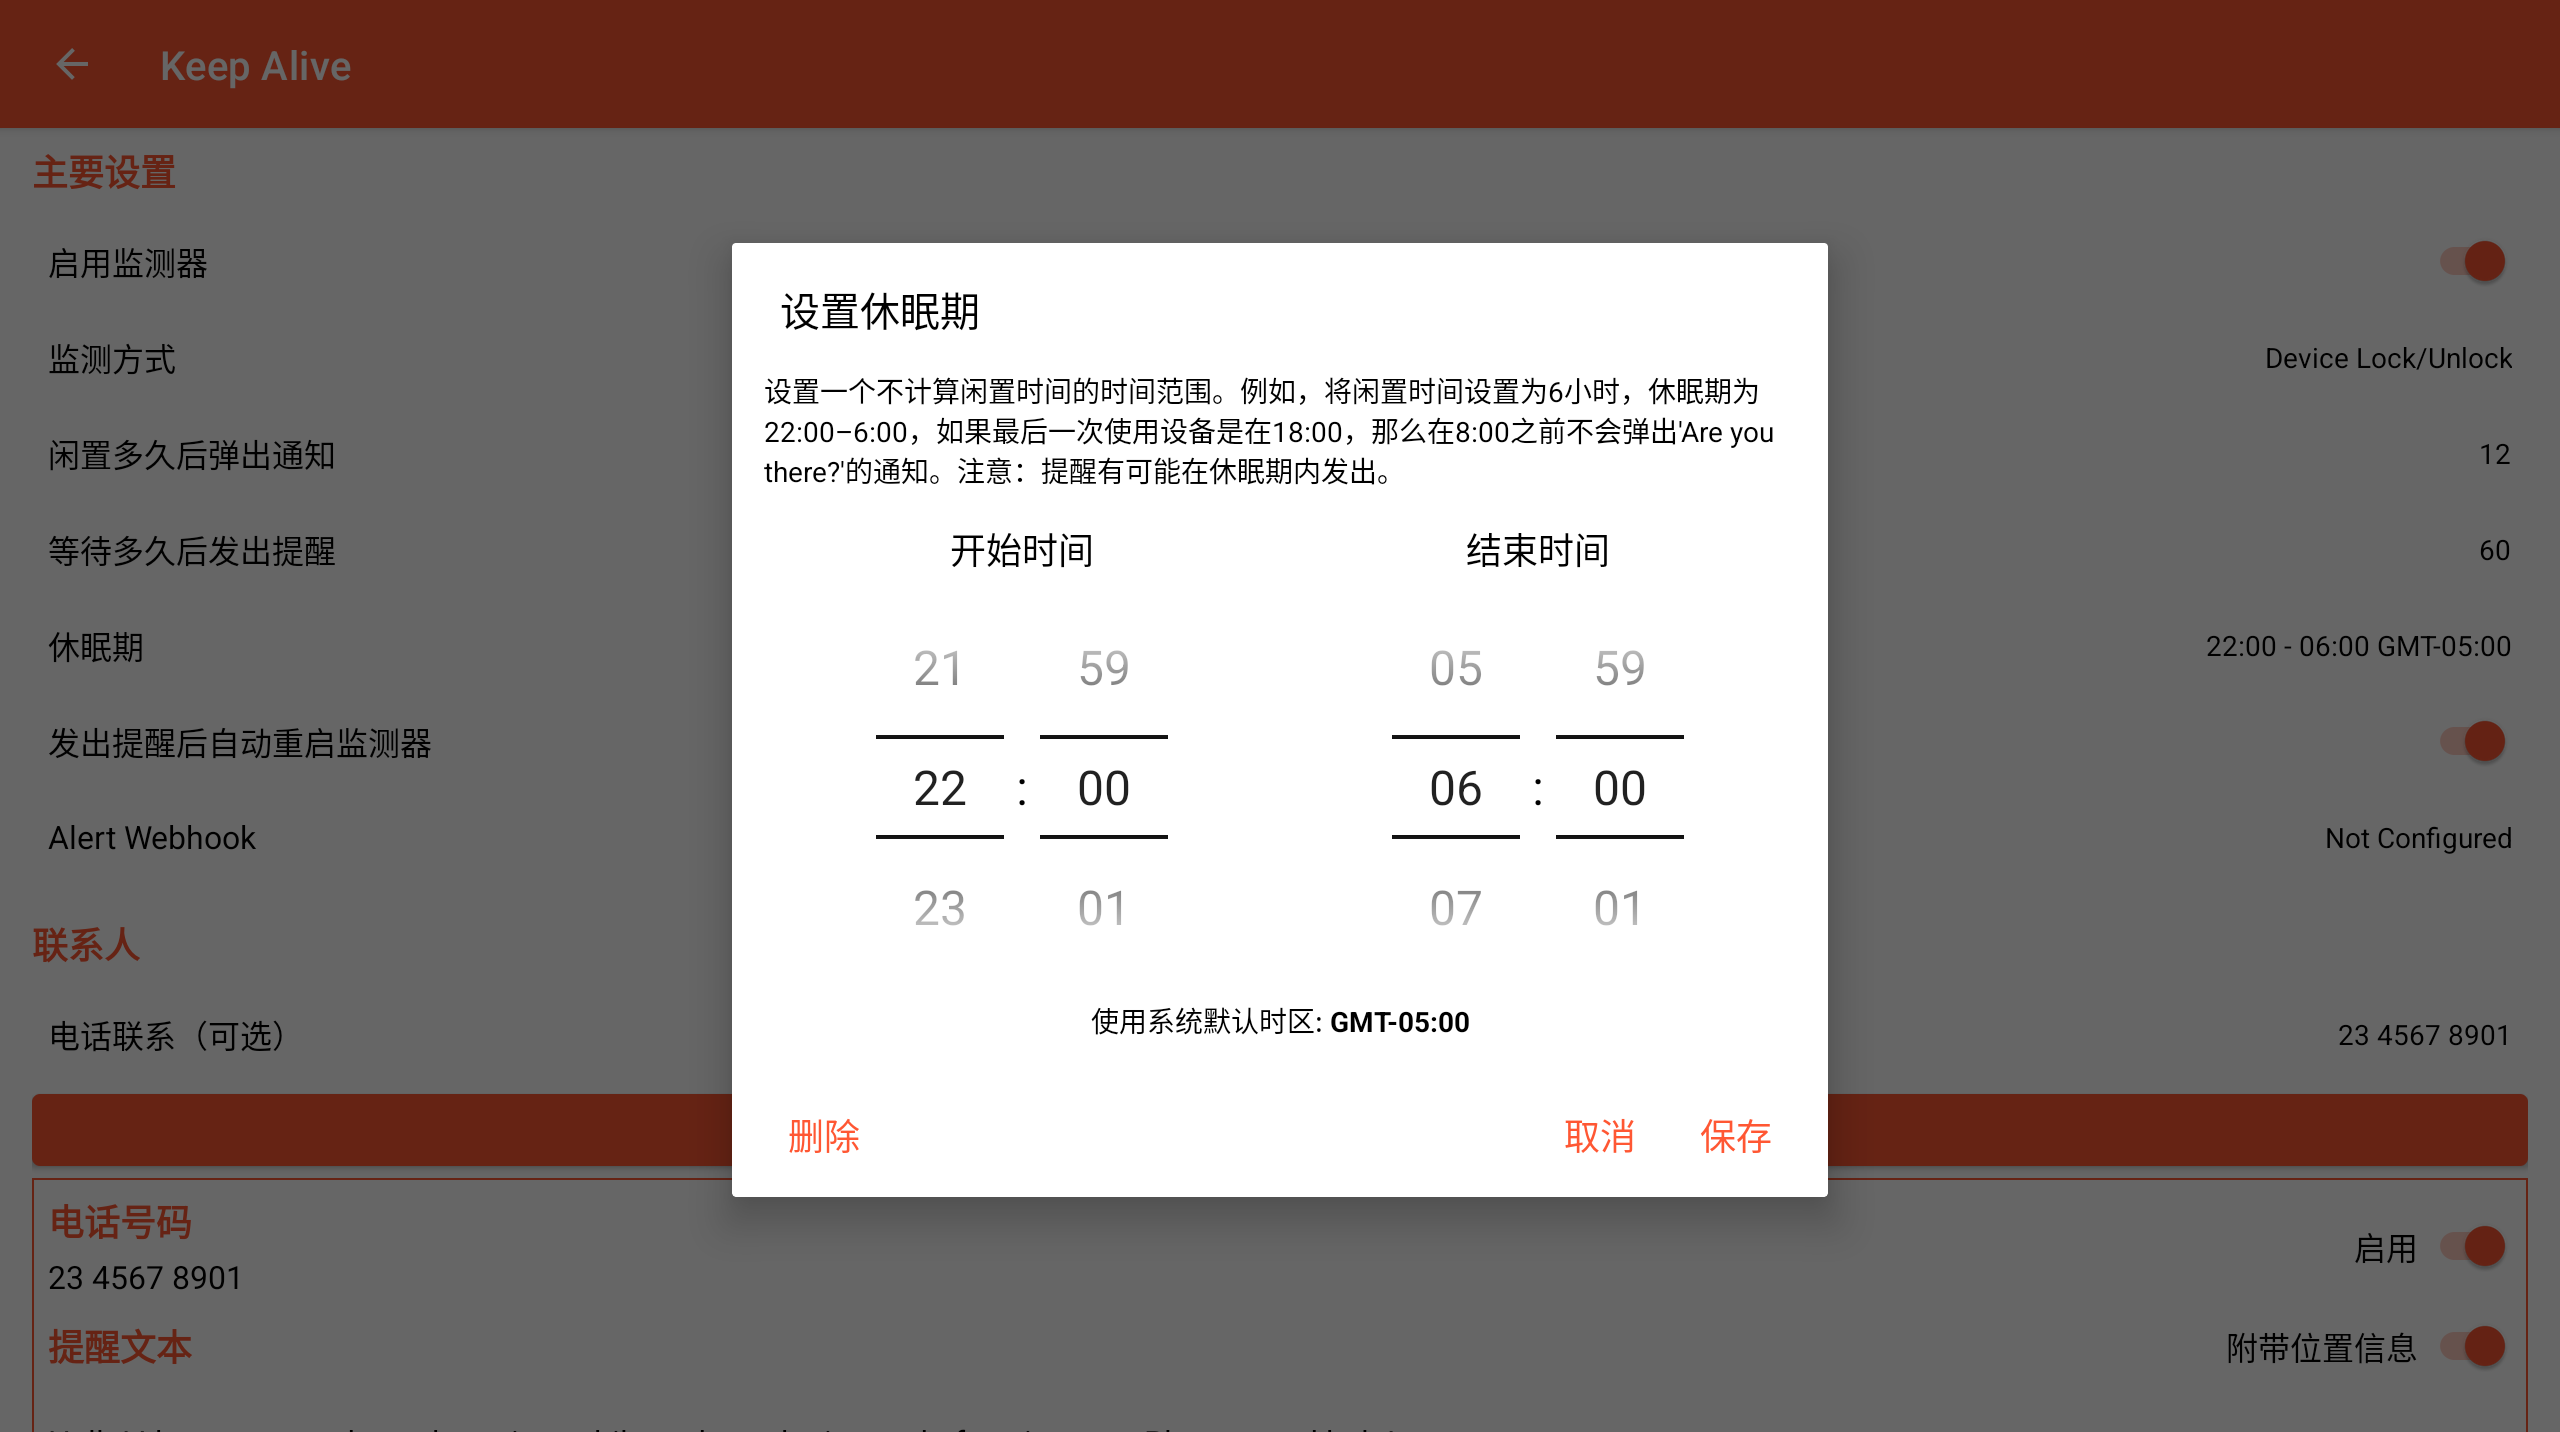 Keep Alive
主要设置
启用监测器
监测方式
Device Lock/Unlock
闲置多久后弹出通知
12
等待多久后发出提醒
60
休眠期
22:00 - 06:00 GMT-05:00
发出提醒后自动重启监测器
Alert Webhook
Not Configured
联系人
电话联系（可选）
23 4567 8901
电话号码
23 4567 8901
启用
提醒文本
附带位置信息
设置休眠期
设置一个不计算闲置时间的时间范围。例如，将闲置时间设置为6小时，休眠期为
22:00–6:00，如果最后一次使用设备是在18:00，那么在8:00之前不会弹出'Are you
there?'的通知。注意：提醒有可能在休眠期内发出。
开始时间
结束时间
21 59 05 59
22 : 00 06 : 00
23 01 07 01
使用系统默认时区: GMT-05:00
删除
取消
保存